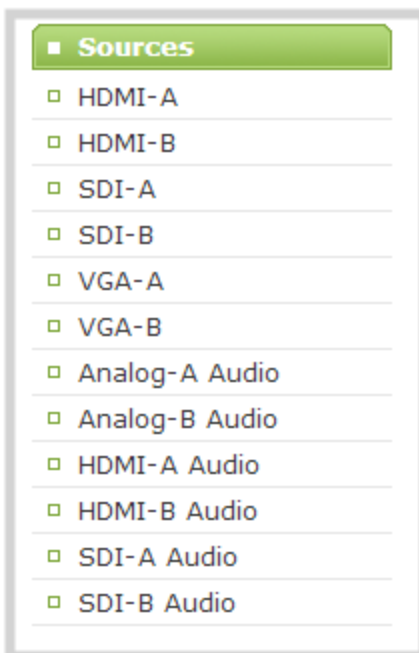 Sources
HDMI-A
HDMI-B
SDI-A
SDI-B
VGA-A
VGA-B
Analog-A Audio
Analog-B Audio
HDMI-A Audio
HDMI-B Audio
SDI-A Audio
SDI-B Audio